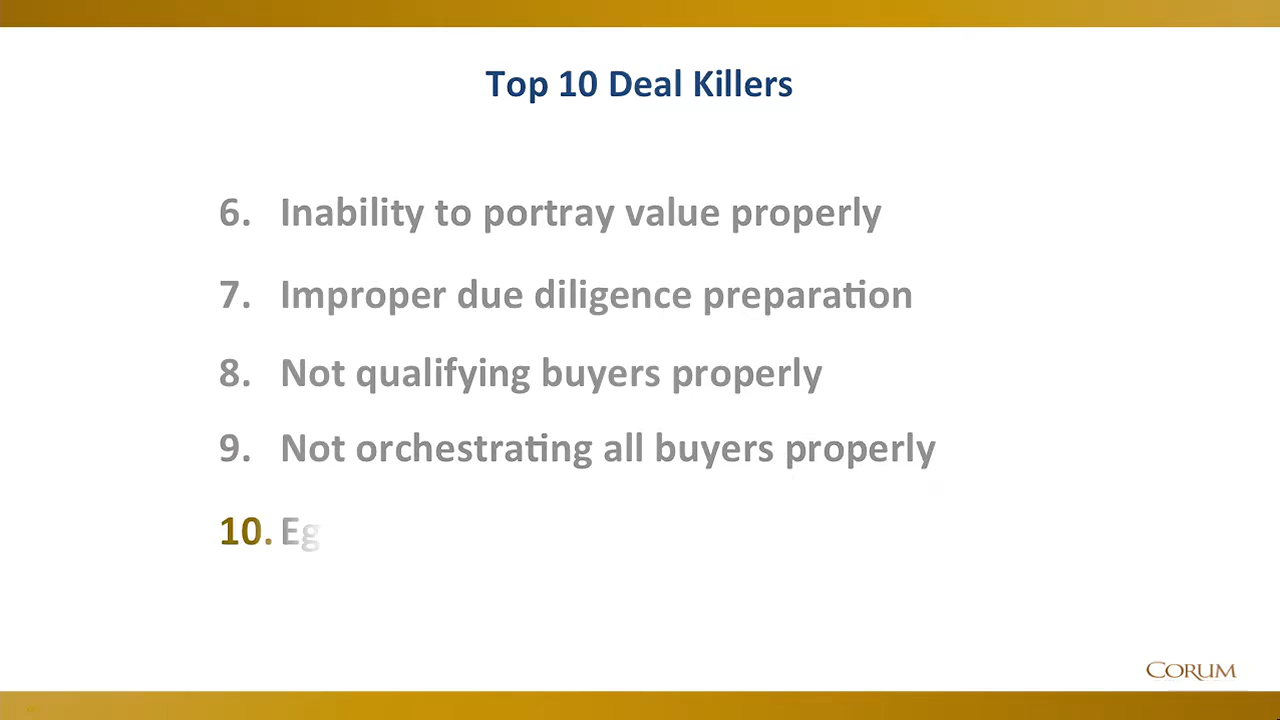 Top 10 Deal Killers
6. Inability to portray value properly
7. Improper due diligence preparation
8. Not qualifying buyers properly
9. Not orchestrating all buyers properly
10. Eg
CORUM